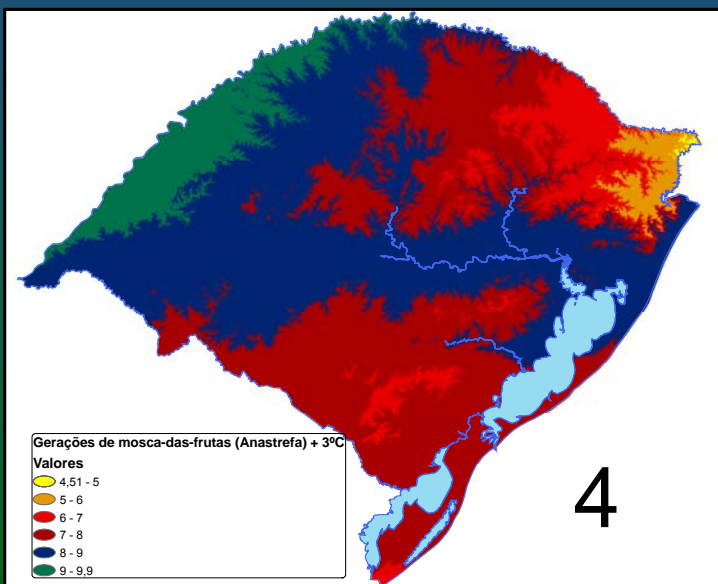 Gerações de mosca-das-frutas (Anastrefa) + 3ºC
Valores
4,51 - 5
5 - 6
6 - 7
7 - 8
8 - 9
9 - 9,9
4